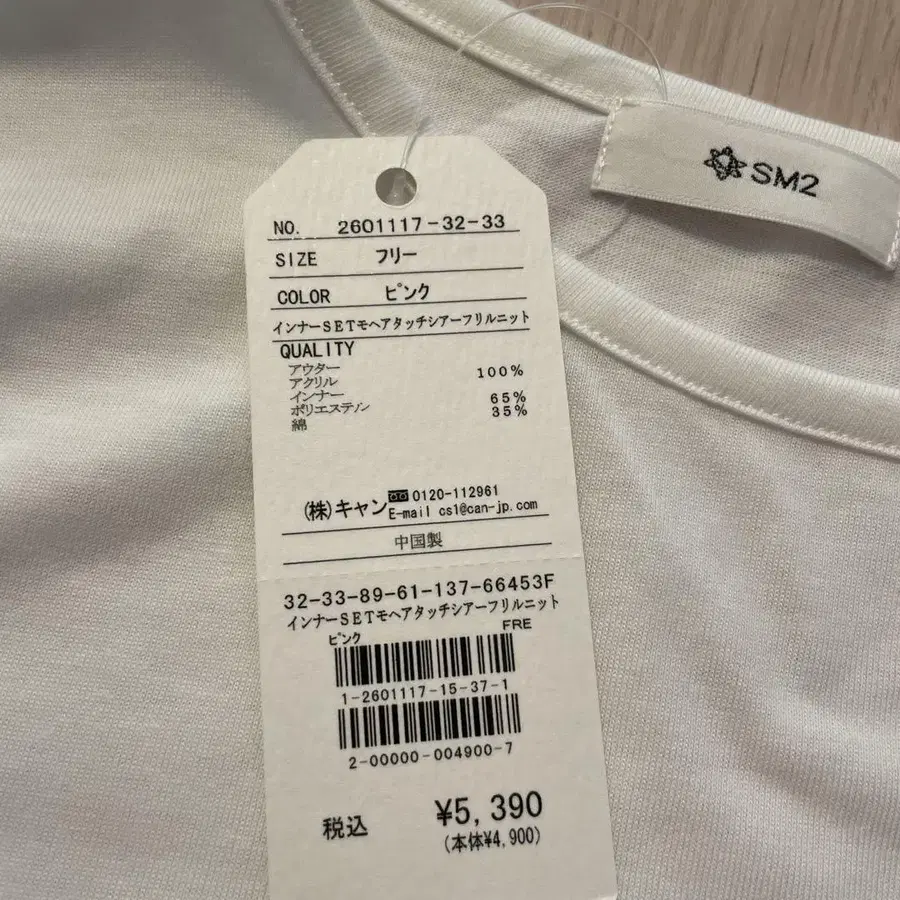 SM2
NO. 2601117-32-33
SIZE フリー
COLOR ピンク
インナーSETモヘアタッチシアーフリルニット
QUALITY
アウター
アクリル 100%
インナー
ポリエステル 65%
綿 35%
(株)キャン 0120-112961
E-mail cs1@can-jp.com
中国製
32-33-89-61-137-66453F
インナーSETモヘアタッチシアーフリルニット
ピンク FRE
1-2601117-15-37-1
2-00000-004900-7
税込 ¥5,390
(本体¥4,900)